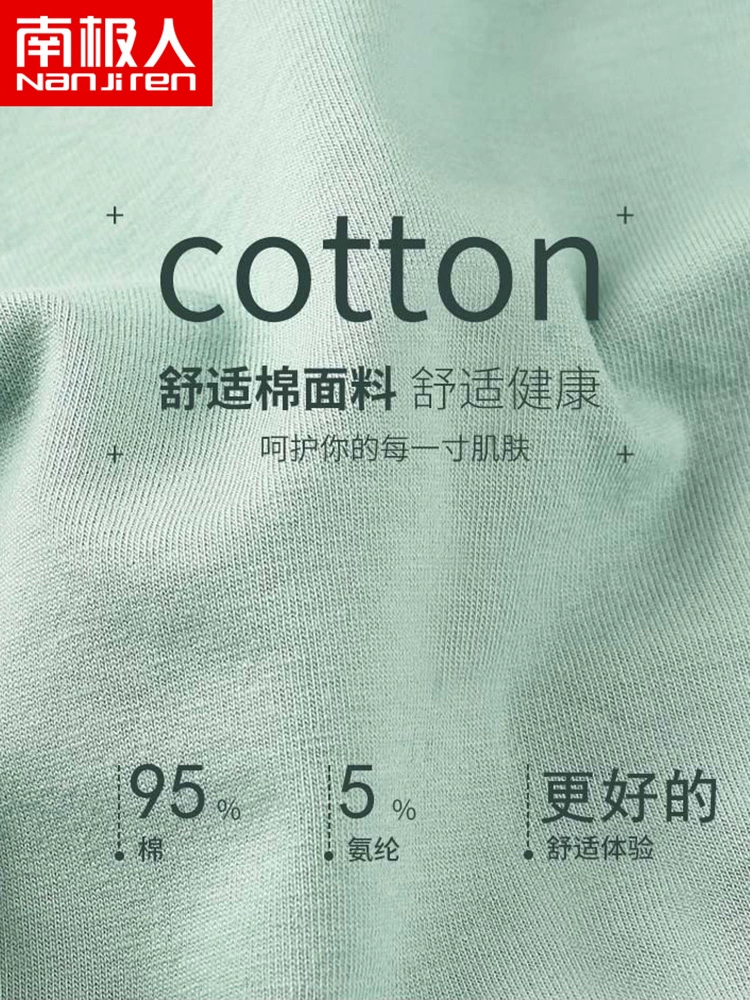 南极人
NanJiren
cotton
舒适棉面料 舒适健康
呵护你的每一寸肌肤
95%
棉
5%
氨纶
更好的
舒适体验